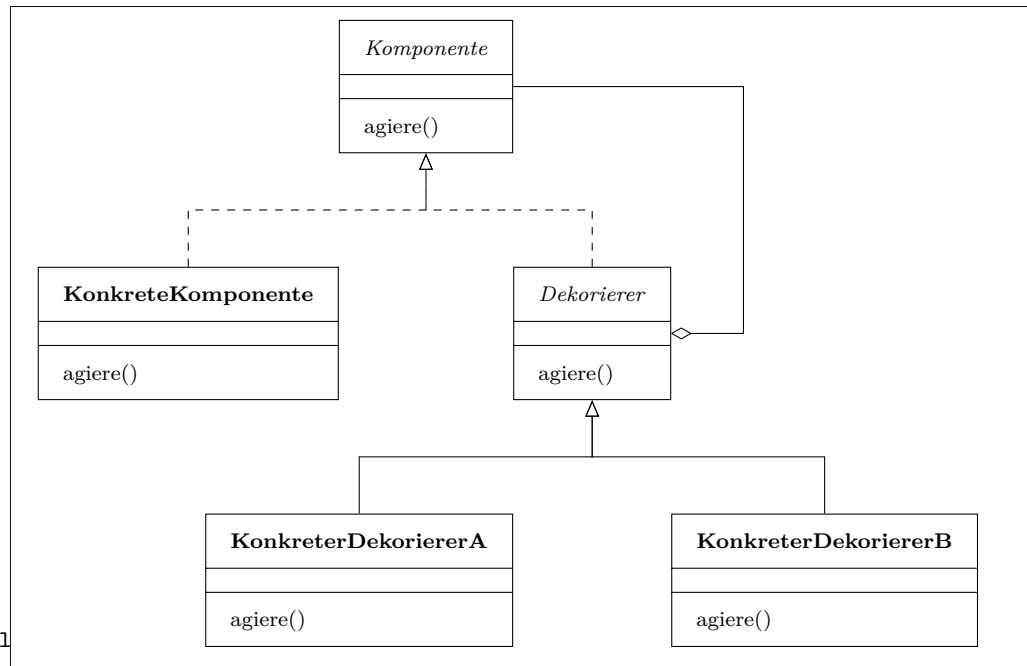 Komponente
agiere()
KonkreteKomponente
Dekorierer
agiere()
agiere()
KonkreterDekoriererA
KonkreterDekoriererB
agiere()
agiere()
1